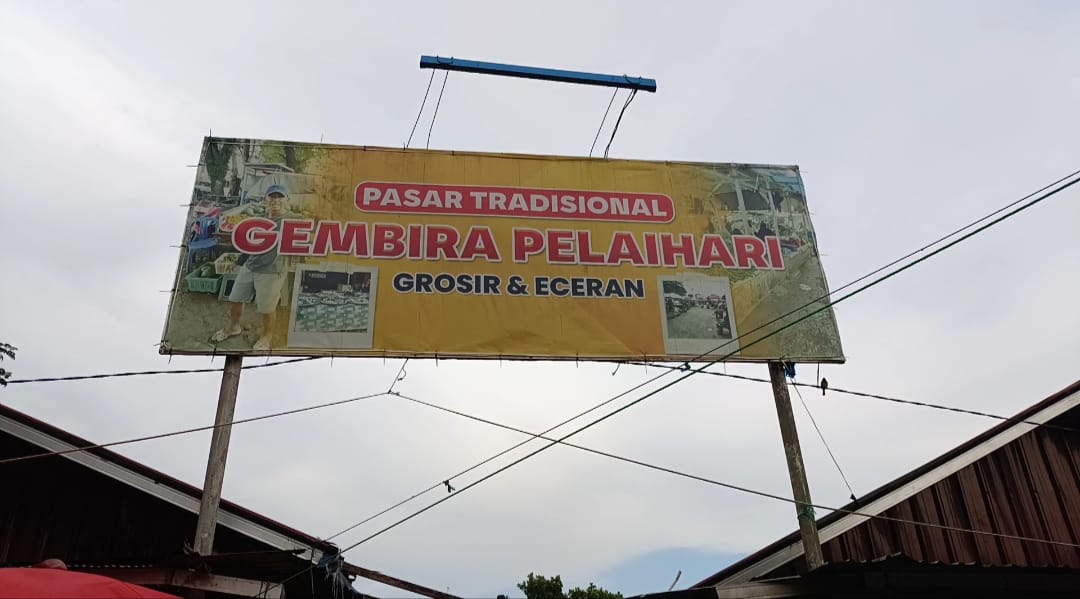 PASAR TRADISIONAL
GEMBIRA PELAIHARI
GROSIR & ECERAN